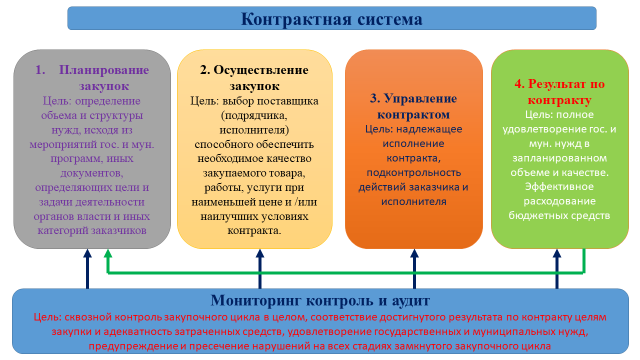 Контрактная система
1. Планирование
закупок
Цель: определение
объема и структуры
нужд, исходя из
мероприятий гос. и мун.
программ, иных
документов,
определяющих цели и
задачи деятельности
органов власти и иных
категорий заказчиков
2. Осуществление
закупок
Цель: выбор поставщика
(подрядчика,
исполнителя)
способного обеспечить
необходимое качество
закупаемого товара,
работы, услуги при
наименьшей цене и /или
наилучших условиях
контракта.
3. Управление
контрактом
Цель: надлежащее
исполнение
контракта,
подконтрольность
действий заказчика и
исполнителя
4. Результат по
контракту
Цель: полное
удовлетворение гос. и
мун. нужд в
запланированном
объеме и качестве.
Эффективное
расходование
бюджетных средств
Мониторинг контроль и аудит
Цель: сквозной контроль закупочного цикла в целом, соответствие достигнутого результата по контракту целям
закупки и адекватность затраченных средств, удовлетворение государственных и муниципальных нужд,
предупреждение и пресечение нарушений на всех стадиях замкнутого закупочного цикла